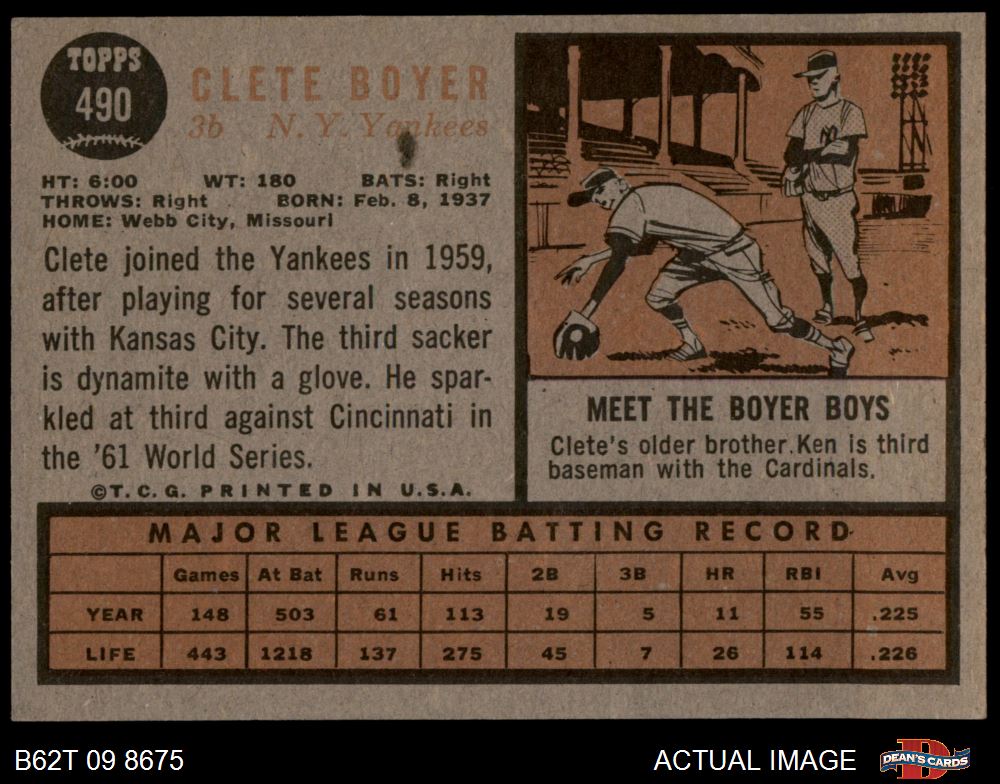 TOPPS
490
CLETE BOYER
3b N. Y. Yankees
HT: 6:00 WT: 180 BATS: Right
THROWS: Right BORN: Feb. 8, 1937
HOME: Webb City, Missouri
Clete joined the Yankees in 1959,
after playing for several seasons
with Kansas City. The third sacker
is dynamite with a glove. He spar-
kled at third against Cincinnati in
the '61 World Series.
©T. C. G. PRINTED IN U.S.A.
NY
MEET THE BOYER BOYS
Clete's older brother Ken is third
baseman with the Cardinals.
MAJOR LEAGUE BATTING RECORD
Games At Bat Runs Hits 2B 3B HR RBI Avg
YEAR 148 503 61 113 19 5 11 55 .225
LIFE 443 1218 137 275 45 7 26 114 .226
B62T 09 8675 ACTUAL IMAGE
DEAN'S CARDS